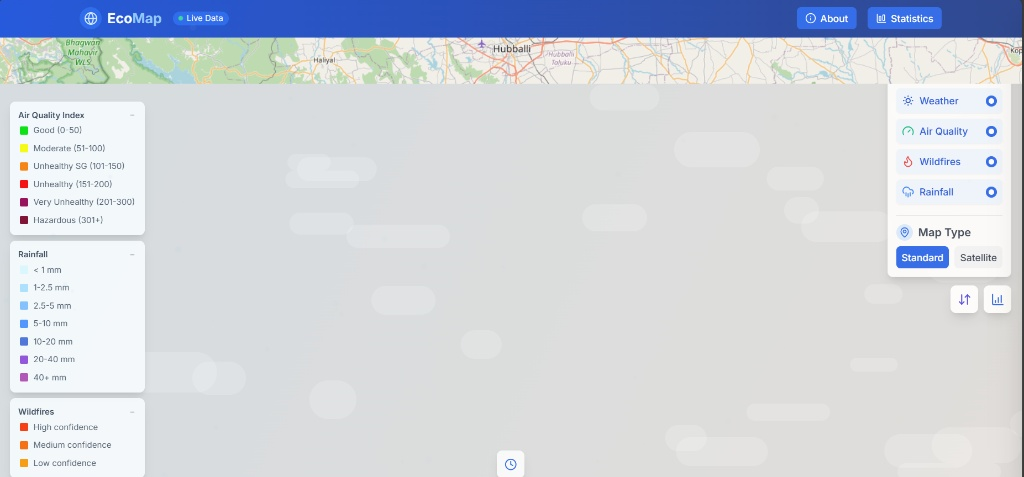 EcoMap
Live Data
About
Statistics
Bhagwan
Mahavir
WLS
Haliyal
Hubballi
Hubballi
Taluku
Kop
Air Quality Index
Good (0-50)
Moderate (51-100)
Unhealthy SG (101-150)
Unhealthy (151-200)
Very Unhealthy (201-300)
Hazardous (301+)
Rainfall
< 1 mm
1-2.5 mm
2.5-5 mm
5-10 mm
10-20 mm
20-40 mm
40+ mm
Wildfires
High confidence
Medium confidence
Low confidence
Weather
Air Quality
Wildfires
Rainfall
Map Type
Standard
Satellite